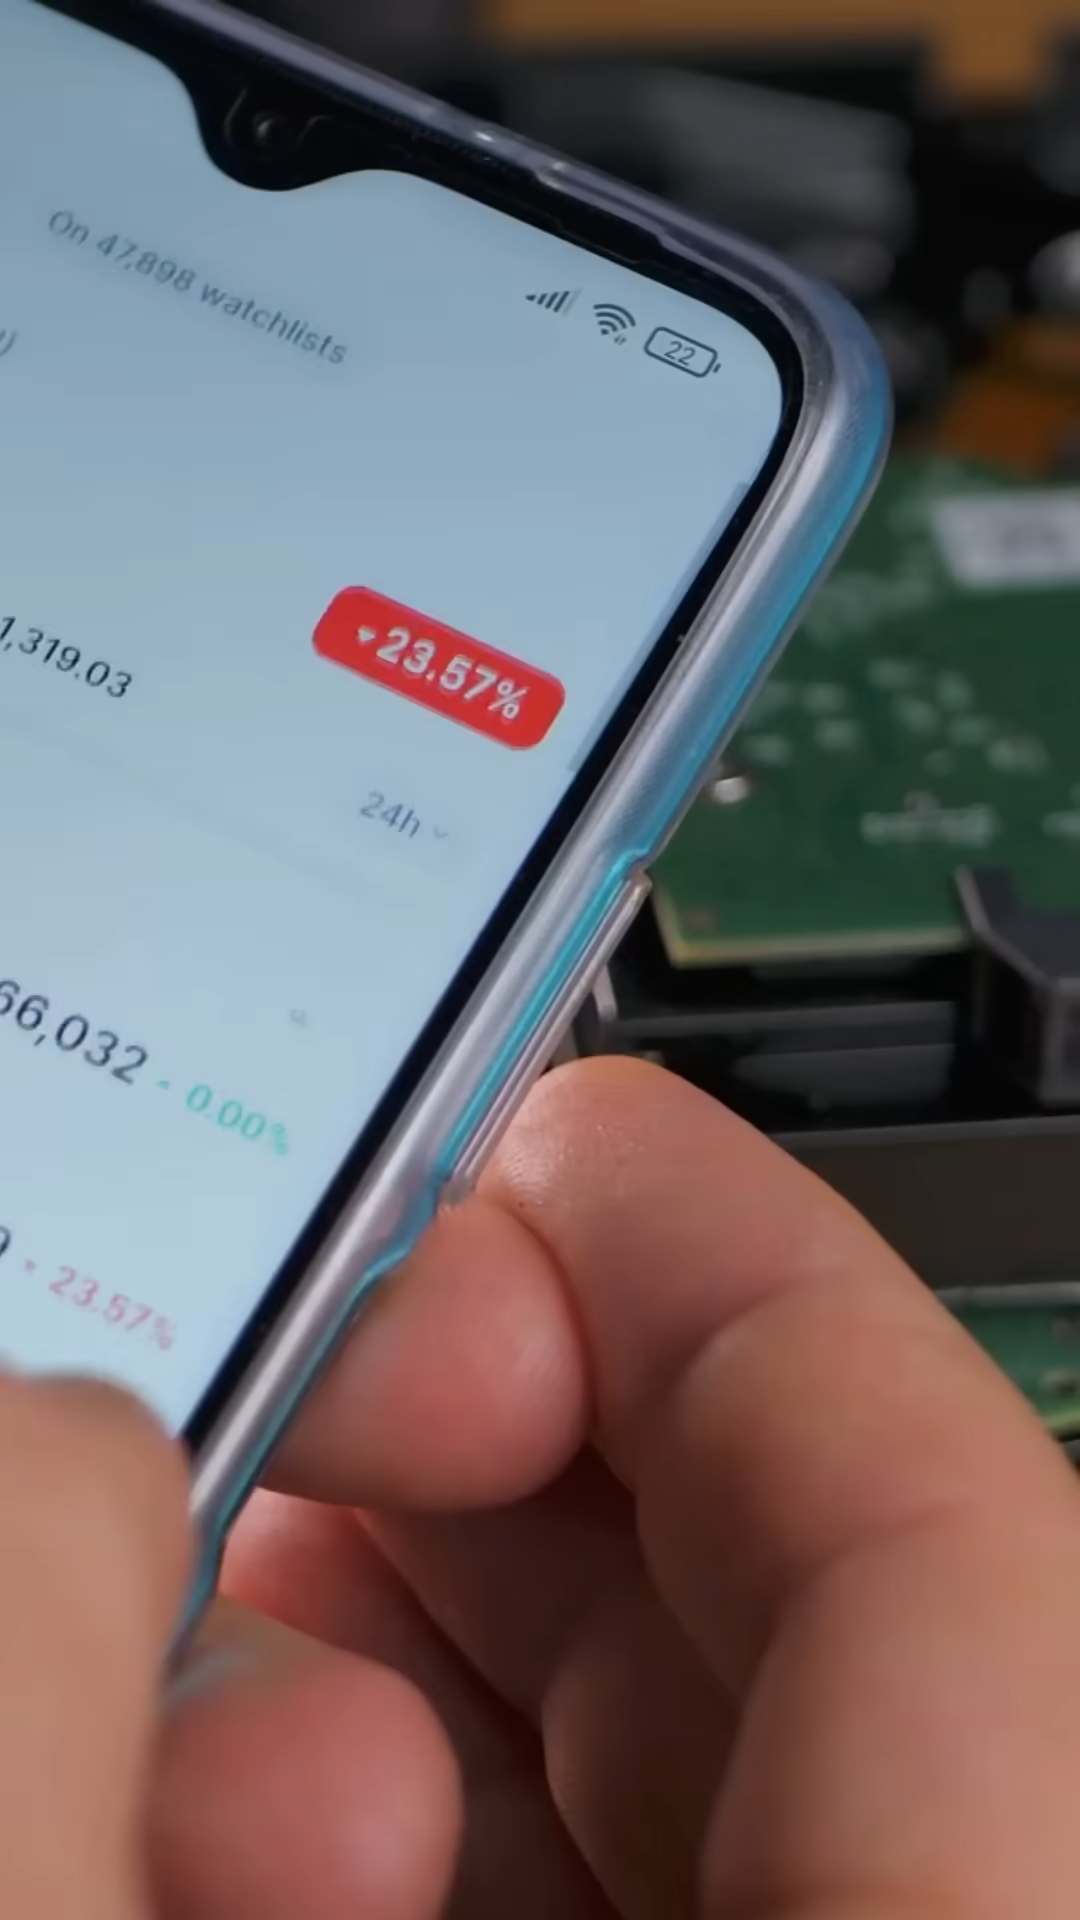 On 47,898 watchlists
22
1,319.03
▼23.57%
24h
66,032 - 0.00%
▼ 23.57%